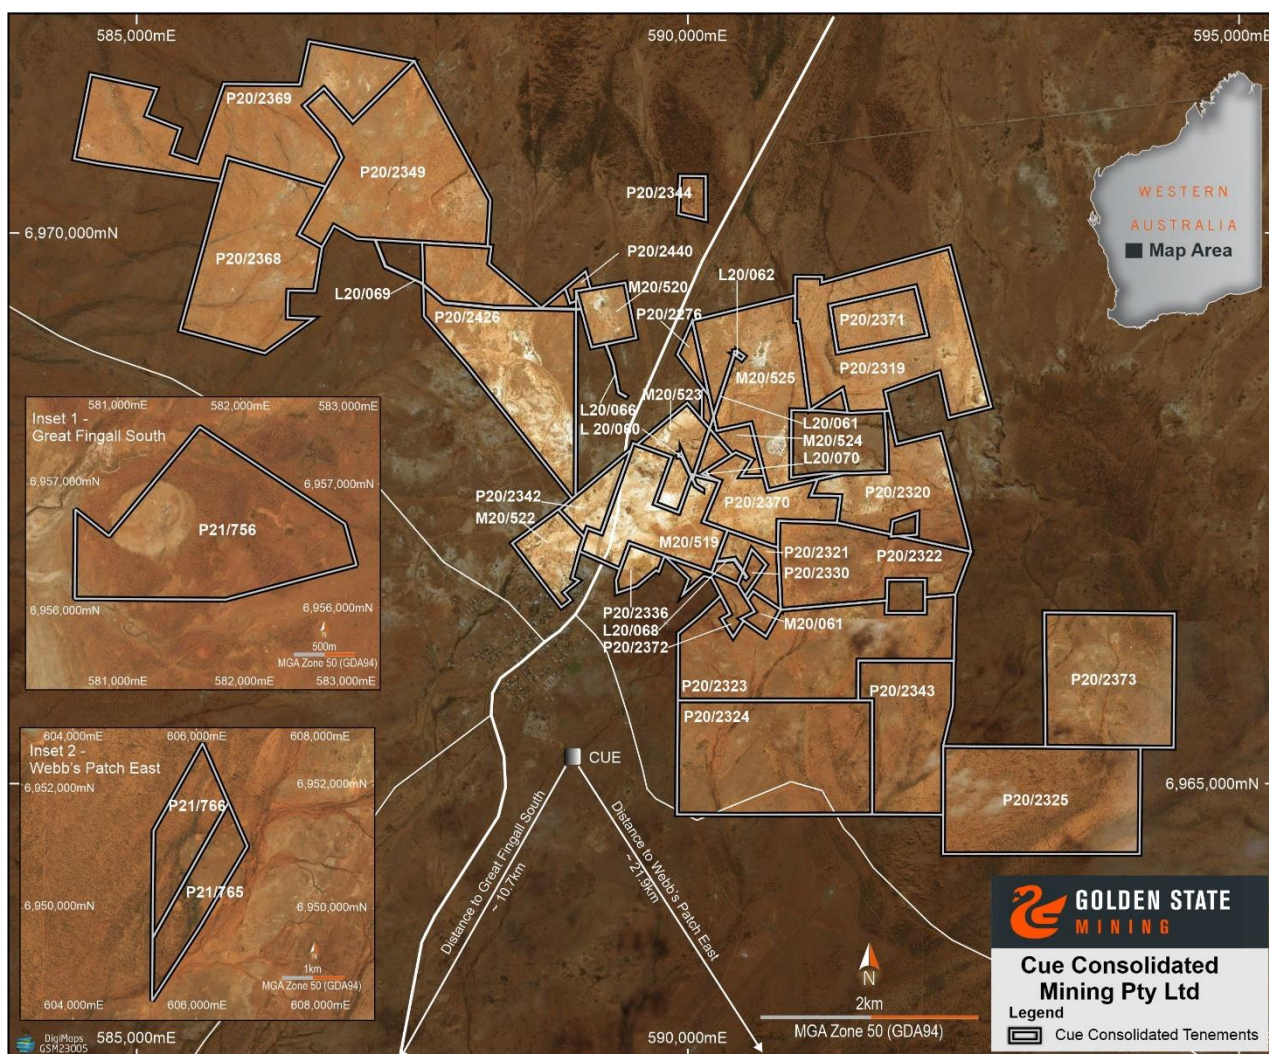 585,000mE
590,000mE
595,000mE
P20/2369
P20/2349
P20/2344
WESTERN
AUSTRALIA
Map Area
6,970,000mN
P20/2368
P20/2440
L20/069
M20/520
L20/062
P20/2276
P20/2426
P20/2371
P20/2319
M20/525
M20/523
L20/066
L 20/060
L20/061
M20/524
L20/070
P20/2342
M20/522
P20/2370
P20/2320
M20/519
P20/2321
P20/2322
P20/2330
P20/2336
L20/068
P20/2372
M20/061
P20/2323
P20/2343
P20/2373
P20/2324
P20/2325
6,965,000mN
CUE
Distance to Great Fingall South
~ 10.7km
Distance to Webb's Patch East
~ 21.9km
Inset 1 -
Great Fingall South
581,000mE
582,000mE
583,000mE
6,957,000mN
6,957,000mN
P21/756
6,956,000mN
6,956,000mN
N
500m
MGA Zone 50 (GDA94)
581,000mE
582,000mE
583,000mE
Inset 2 -
Webb's Patch East
604,000mE
606,000mE
608,000mE
6,952,000mN
6,952,000mN
P21/766
P21/765
6,950,000mN
6,950,000mN
N
1km
MGA Zone 50 (GDA94)
604,000mE
606,000mE
608,000mE
DigiMaps
GSM23005
585,000mE
590,000mE
N
2km
MGA Zone 50 (GDA94)
GOLDEN STATE
MINING
Cue Consolidated
Mining Pty Ltd
Legend
Cue Consolidated Tenements